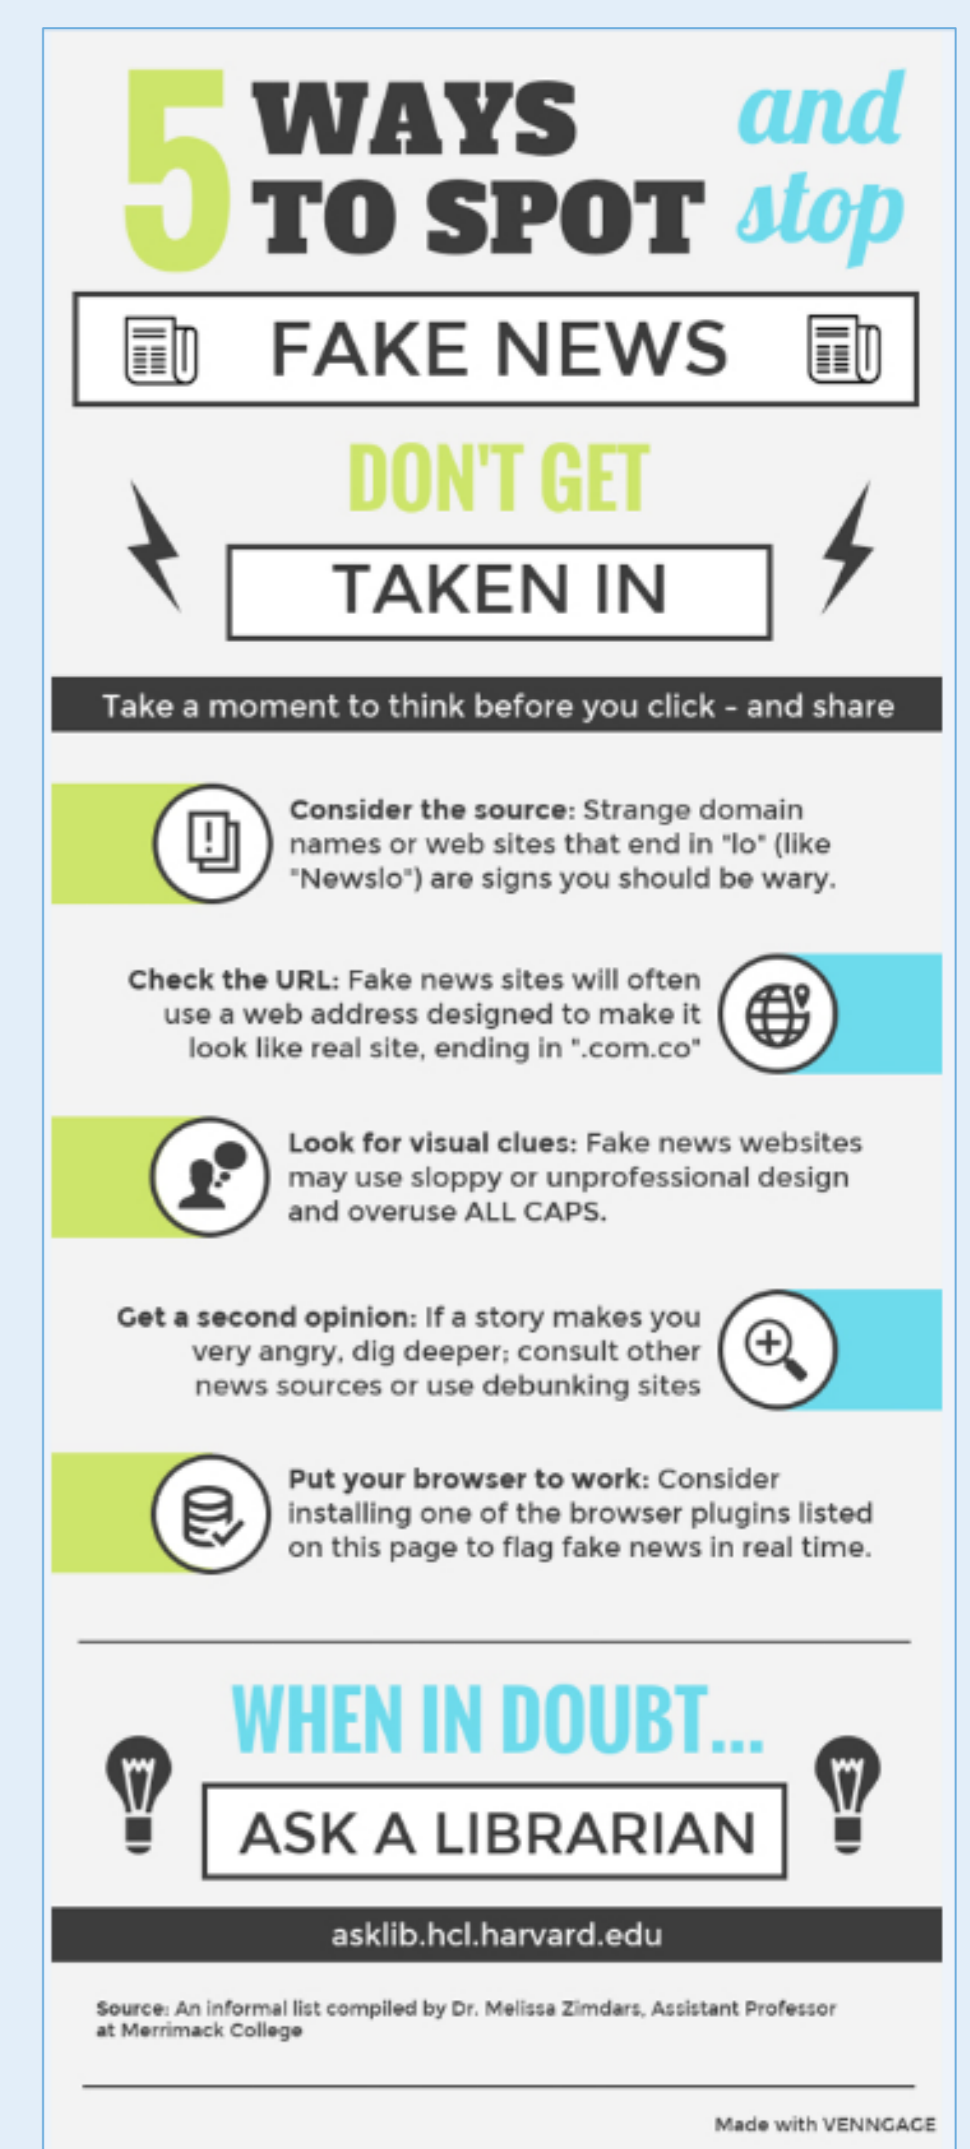 5 WAYS and
TO SPOT stop
FAKE NEWS
DON'T GET
TAKEN IN
Take a moment to think before you click - and share
Consider the source: Strange domain
names or web sites that end in "lo" (like
"Newslo") are signs you should be wary.
Check the URL: Fake news sites will often
use a web address designed to make it
look like real site, ending in ".com.co"
Look for visual clues: Fake news websites
may use sloppy or unprofessional design
and overuse ALL CAPS.
Get a second opinion: If a story makes you
very angry, dig deeper; consult other
news sources or use debunking sites
Put your browser to work: Consider
installing one of the browser plugins listed
on this page to flag fake news in real time.
WHEN IN DOUBT...
ASK A LIBRARIAN
asklib.hcl.harvard.edu
Source: An informal list compiled by Dr. Melissa Zimdars, Assistant Professor
at Merrimack College
Made with VENNGAGE